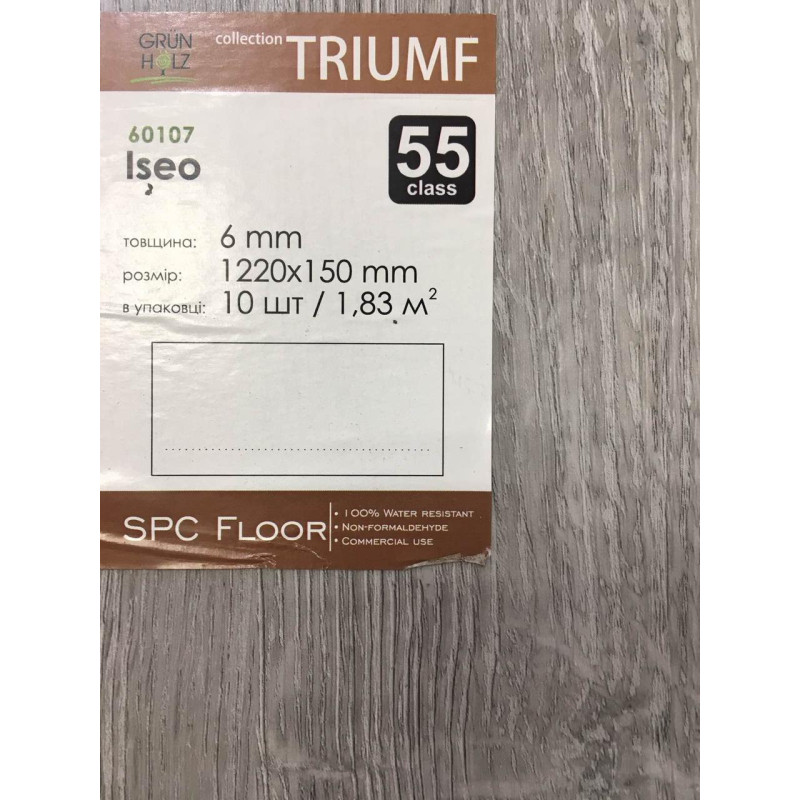 GRÜN
HOLZ
collection TRIUMF
60107
Iseo
55
class
товщина: 6 mm
розмір: 1220x150 mm
в упаковці: 10 шт / 1,83 м²
SPC FLOOR
• 100% WATER RESISTANT
• NON-FORMALDEHYDE
• COMMERCIAL USE